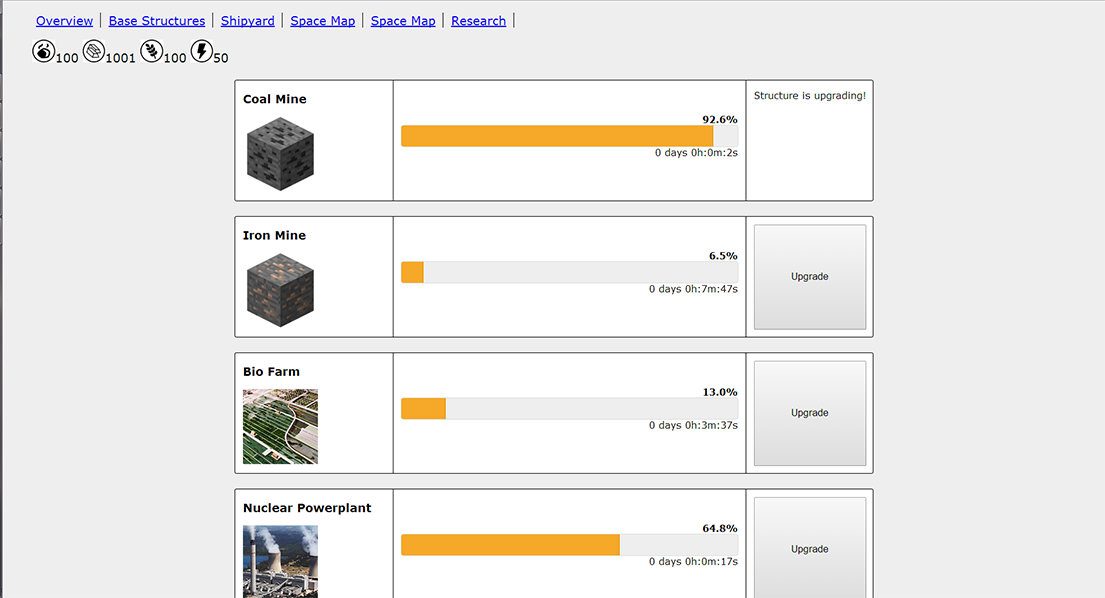 Overview | Base Structures | Shipyard | Space Map | Space Map | Research |
100 1001 100 50
Coal Mine
92.6%
0 days 0h:0m:2s
Structure is upgrading!
Iron Mine
6.5%
0 days 0h:7m:47s
Upgrade
Bio Farm
13.0%
0 days 0h:3m:37s
Upgrade
Nuclear Powerplant
64.8%
0 days 0h:0m:17s
Upgrade